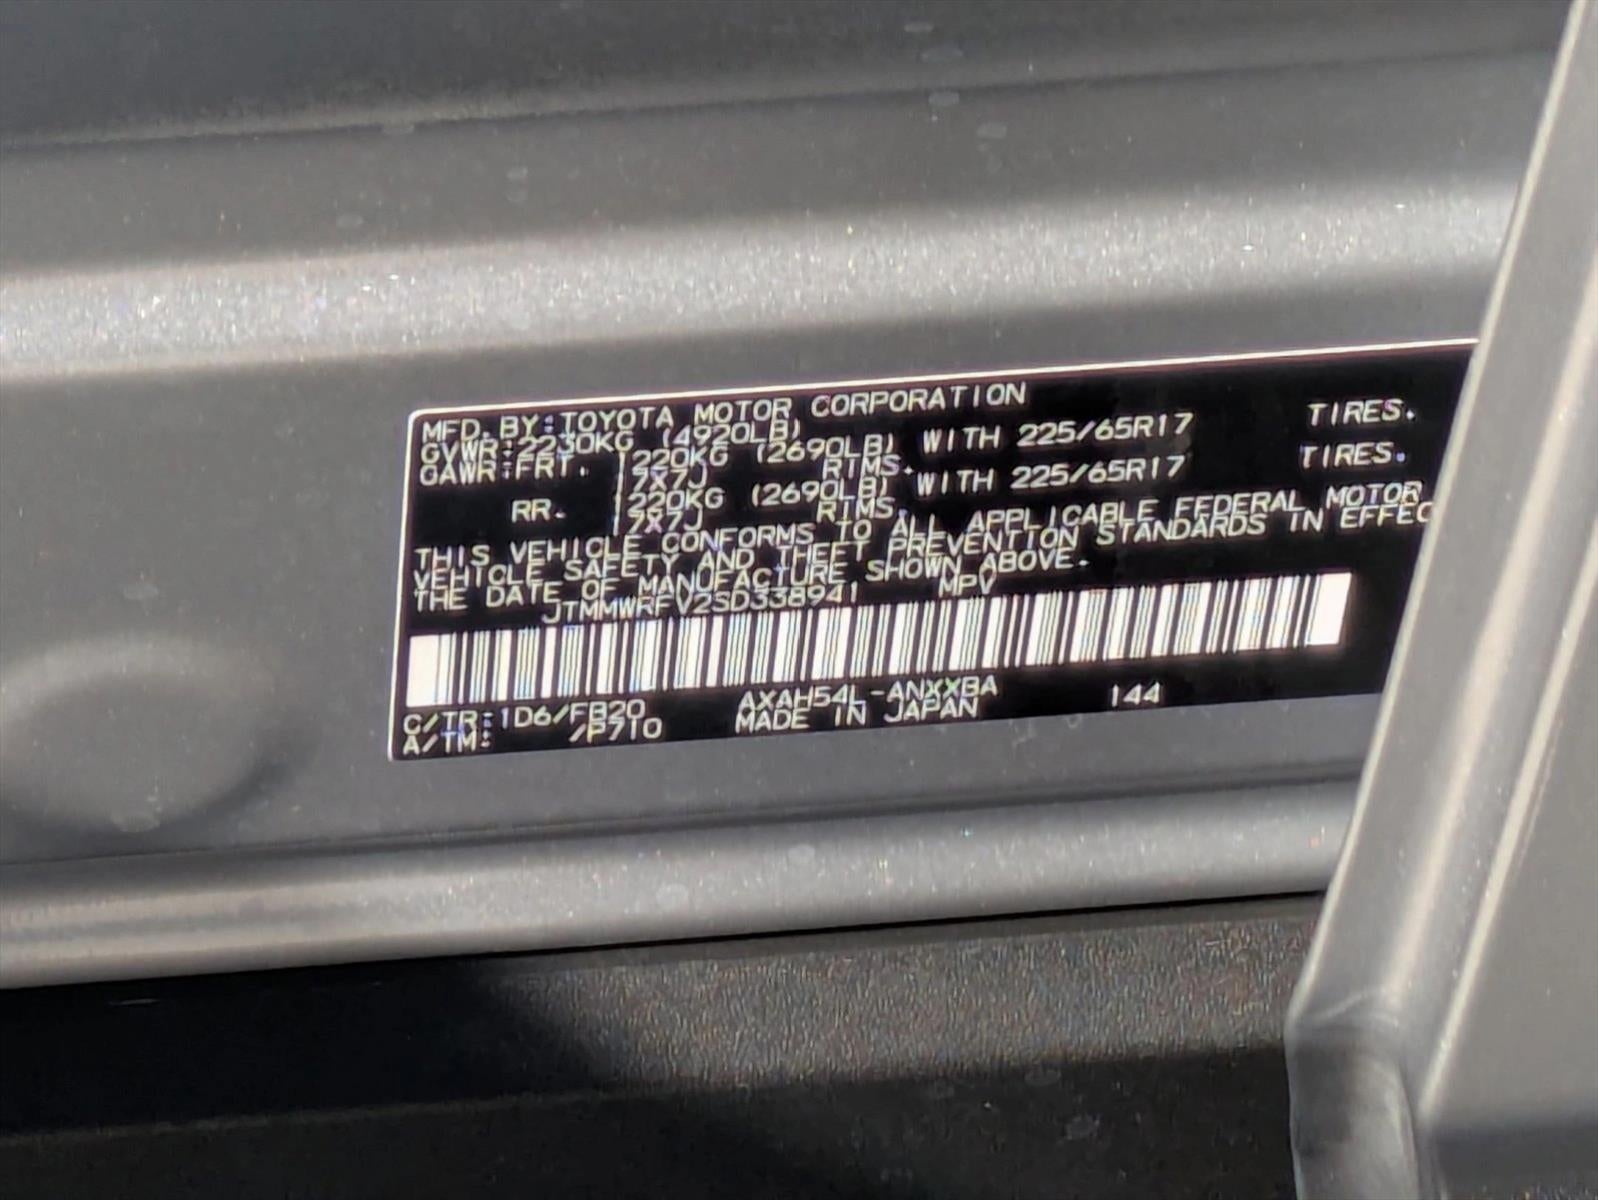 MFD. BY: TOYOTA MOTOR CORPORATION
GVWR: 2230KG (4920LB)
GAWR: FRT. 1220KG (2690LB) WITH 225/65R17 TIRES.
17X7J RIMS.
RR. 1220KG (2690LB) WITH 225/65R17 TIRES.
17X7J RIMS.
THIS VEHICLE CONFORMS TO ALL APPLICABLE FEDERAL MOTOR
VEHICLE SAFETY AND THEFT PREVENTION STANDARDS IN EFFEC
THE DATE OF MANUFACTURE SHOWN ABOVE.
JTMMWRFV2SD338941 MPV
C/TR: 1D6/FB20 AXAH54L-ANXXBA 144
A/TM: /P710 MADE IN JAPAN